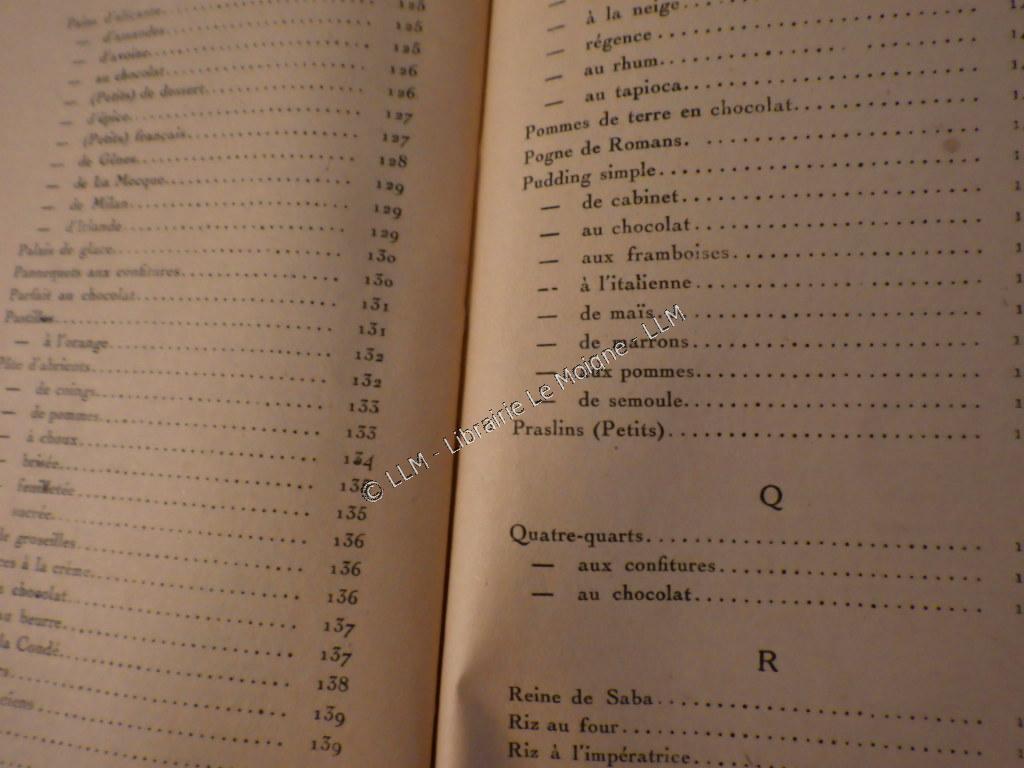 Pains d'alicante 125
— d'amandes 125
— d'avoine 125
— au chocolat 126
— (Petits) de dessert 126
— d'épice 127
— (Petits) français 127
— de Gênes 128
— de La Mecque 129
— de Milan 129
— d'Irlande 129
Palais de glace 130
Pannequets aux confitures 130
Parfait au chocolat 131
Pastilles 131
— à l'orange 132
Pâte d'abricots 132
— de coings 133
— de pommes 133
— à choux 134
— brisée 135
feuilletée 135
sucrée 136
de groseilles 136
à la crème 136
chocolat 137
au beurre 137
la Condé 138
139
139
— à la neige
— régence
— au rhum
— au tapioca
Pommes de terre en chocolat
Pogne de Romans
Pudding simple
— de cabinet
— au chocolat
— aux framboises
— à l'italienne
— de maïs
— de marrons
— aux pommes
— de semoule
Praslins (Petits)
Q
Quatre-quarts
— aux confitures
— au chocolat
R
Reine de Saba
Riz au four
Riz à l'impératrice
© LLM - Librairie Le Moigne - LLM